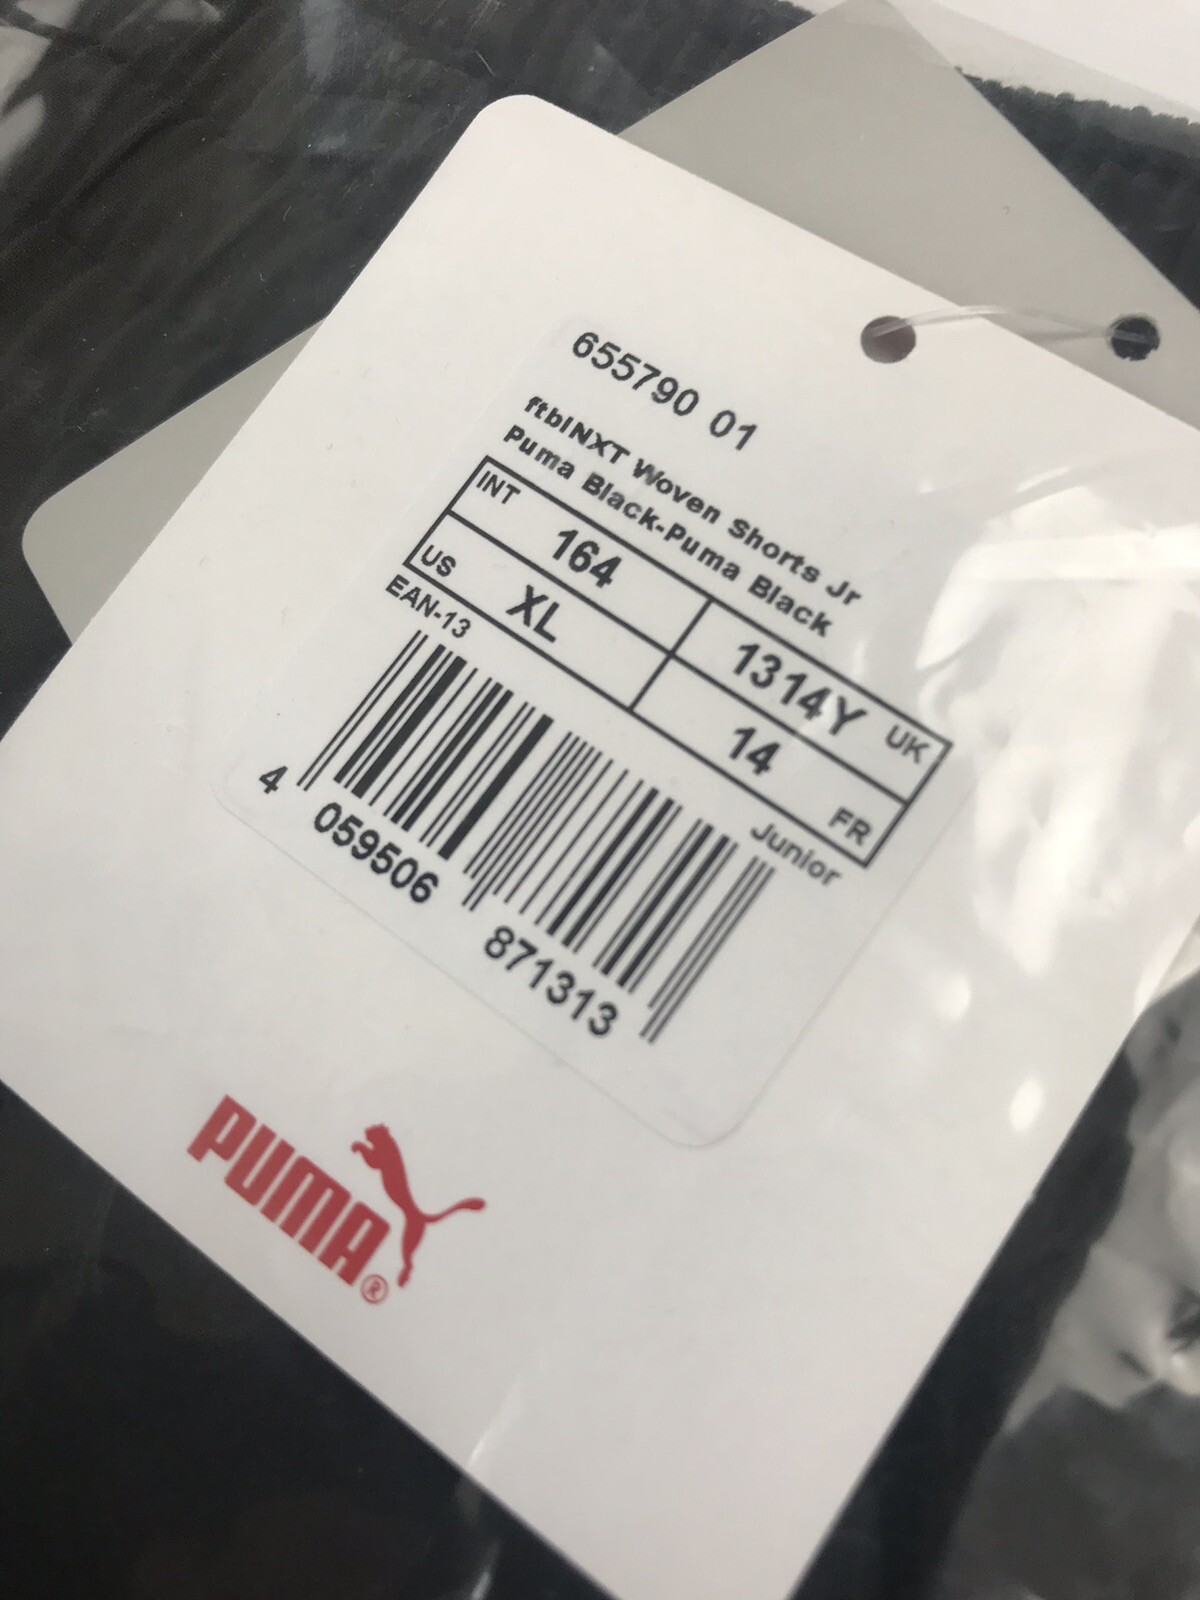 655790 01
ftblNXT Woven Shorts Jr
Puma Black-Puma Black
INT 164 1314Y UK
US XL 14 FR
EAN-13 Junior
4 059506 871313
PUMA®